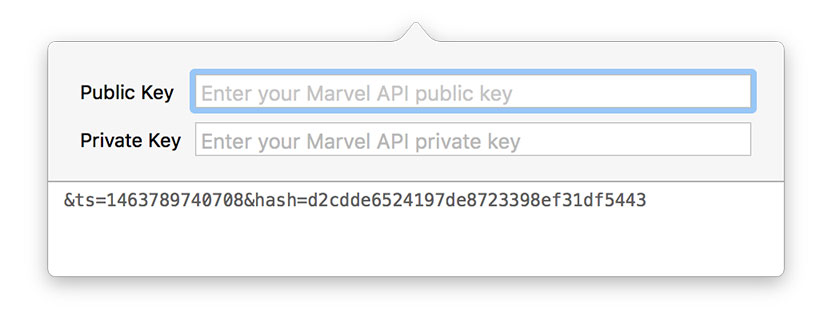 Public Key Enter your Marvel API public key
Private Key Enter your Marvel API private key
&ts=1463789740708&hash=d2cdde6524197de8723398ef31df5443